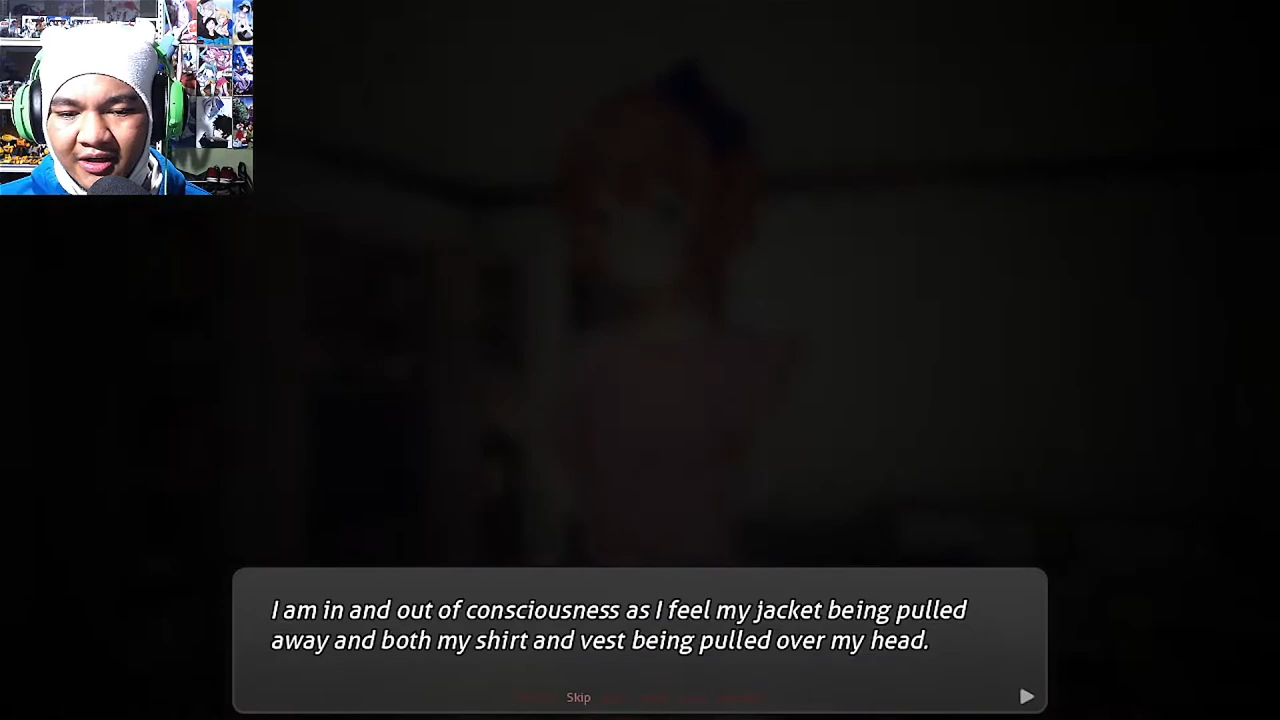 I am in and out of consciousness as I feel my jacket being pulled
away and both my shirt and vest being pulled over my head.
Skip